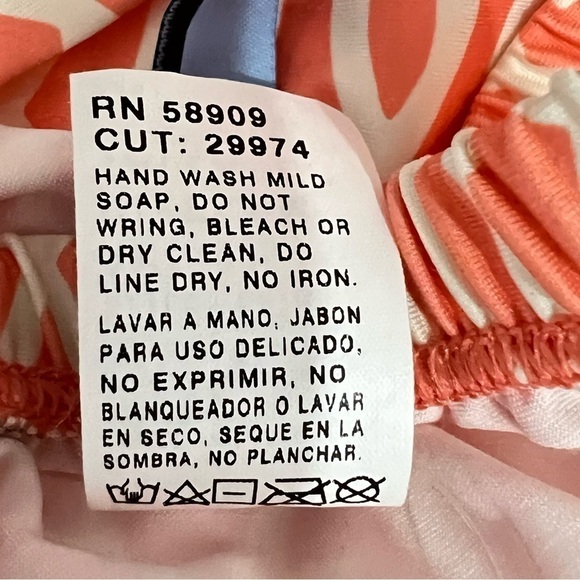 RN 58909
CUT: 29974
HAND WASH MILD
SOAP, DO NOT
WRING, BLEACH OR
DRY CLEAN, DO
LINE DRY, NO IRON.
LAVAR A MANO, JABON
PARA USO DELICADO,
NO EXPRIMIR, NO
BLANQUEADOR O LAVAR
EN SECO, SEQUE EN LA
SOMBRA, NO PLANCHAR.